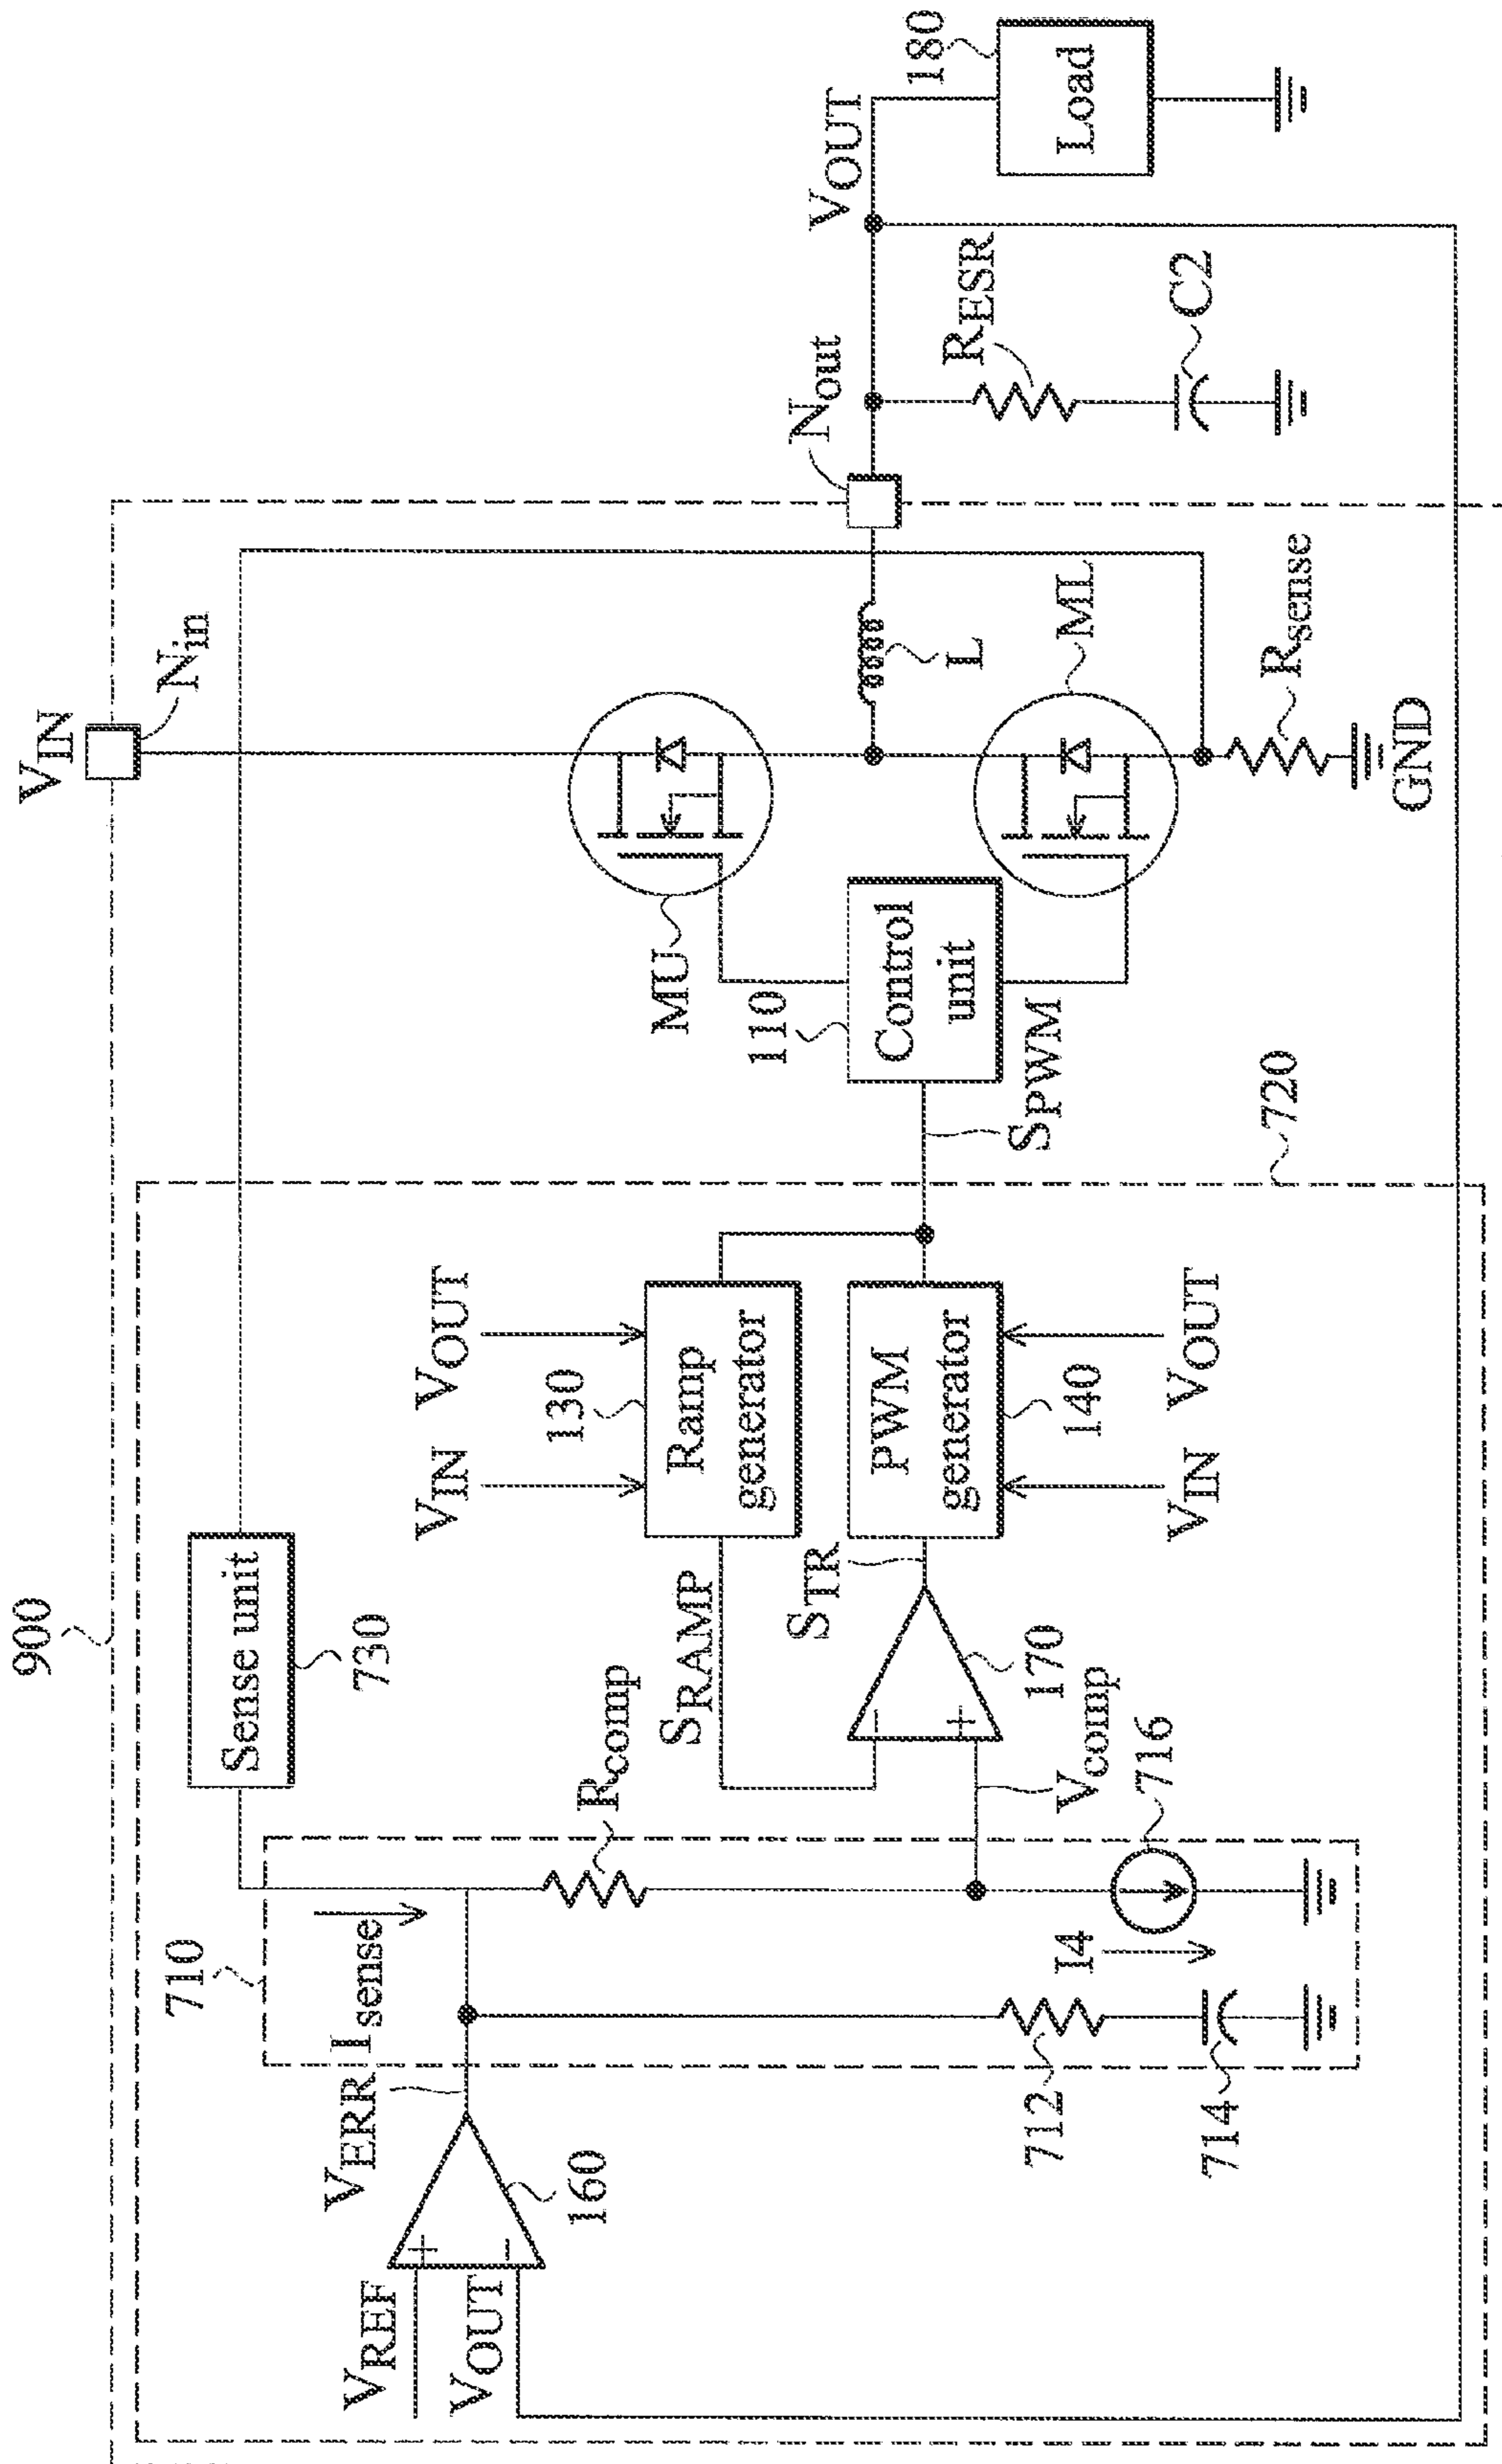 900
VIN
Nin
Sense unit
730
710
Isense
VERR
VREF
VOUT
+
-
160
Rcomp
SRAMP
VIN
VOUT
130
Ramp
generator
STR
-
+
170
Vcomp
PWM
generator
140
VIN
VOUT
716
I4
712
714
720
SPWM
110
Control
unit
MU
ML
L
Rsense
GND
Nout
RESR
C2
VOUT
180
Load